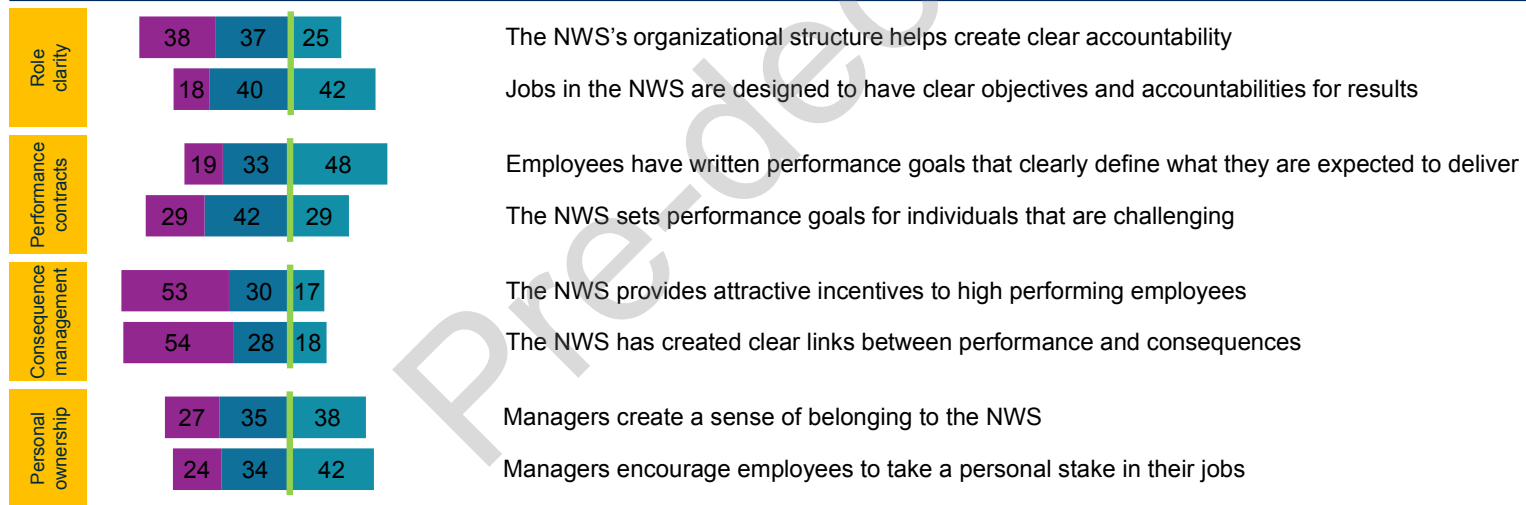 Role
clarity
38 37 25 The NWS's organizational structure helps create clear accountability
18 40 42 Jobs in the NWS are designed to have clear objectives and accountabilities for results
Performance
contracts
19 33 48 Employees have written performance goals that clearly define what they are expected to deliver
29 42 29 The NWS sets performance goals for individuals that are challenging
Consequence
management
53 30 17 The NWS provides attractive incentives to high performing employees
54 28 18 The NWS has created clear links between performance and consequences
Personal
ownership
27 35 38 Managers create a sense of belonging to the NWS
24 34 42 Managers encourage employees to take a personal stake in their jobs
Pre-dec